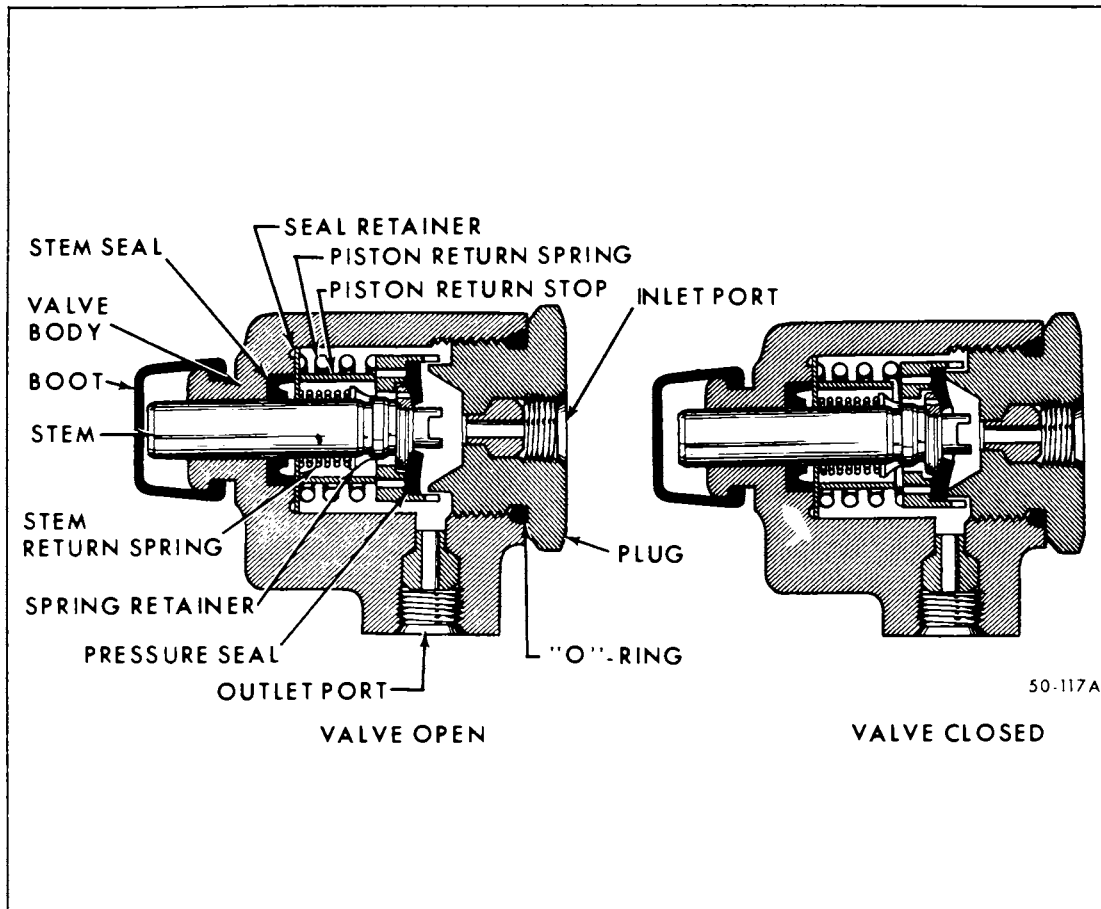 SEAL RETAINER
STEM SEAL
PISTON RETURN SPRING
PISTON RETURN STOP
INLET PORT
VALVE
BODY
BOOT
STEM
STEM
RETURN SPRING
PLUG
SPRING RETAINER
PRESSURE SEAL
"O"-RING
OUTLET PORT
50-117A
VALVE OPEN
VALVE CLOSED